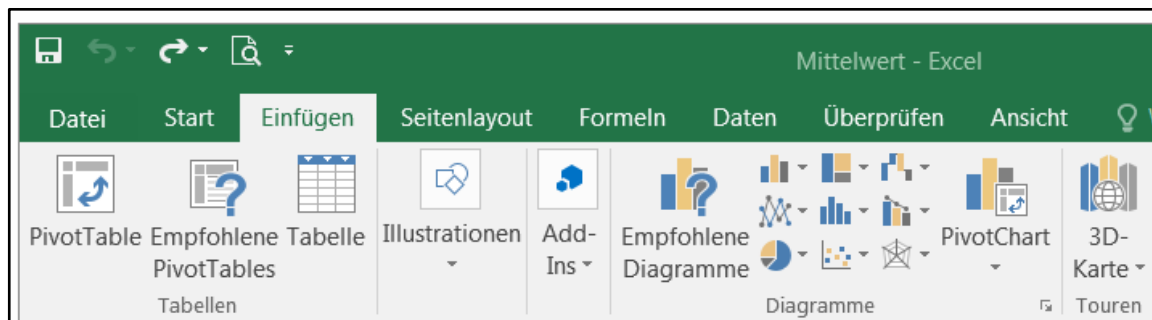 Mittelwert - Excel
Datei Start Einfügen Seitenlayout Formeln Daten Überprüfen Ansicht
PivotTable Empfohlene Tabelle Illustrationen Add- Empfohlene PivotChart 3D-
PivotTables Ins Diagramme Karte
Tabellen Diagramme Touren